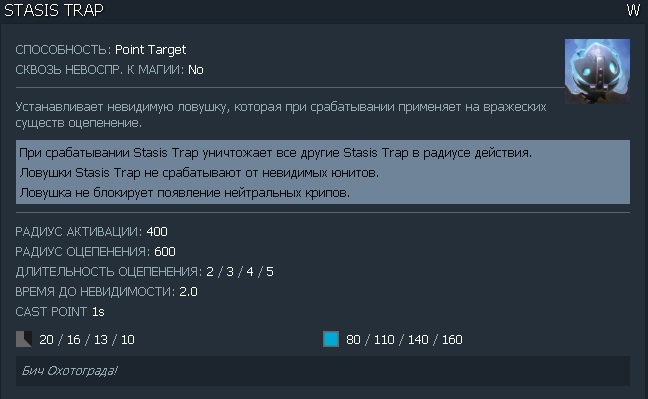 STASIS TRAP W
СПОСОБНОСТЬ: Point Target
СКВОЗЬ НЕВОСПР. К МАГИИ: No
Устанавливает невидимую ловушку, которая при срабатывании применяет на вражеских
существ оцепенение.
При срабатывании Stasis Trap уничтожает все другие Stasis Trap в радиусе действия.
Ловушки Stasis Trap не срабатывают от невидимых юнитов.
Ловушка не блокирует появление нейтральных крипов.
РАДИУС АКТИВАЦИИ: 400
РАДИУС ОЦЕПЕНЕНИЯ: 600
ДЛИТЕЛЬНОСТЬ ОЦЕПЕНЕНИЯ: 2 / 3 / 4 / 5
ВРЕМЯ ДО НЕВИДИМОСТИ: 2.0
CAST POINT 1s
20 / 16 / 13 / 10 80 / 110 / 140 / 160
Бич Охотограда!